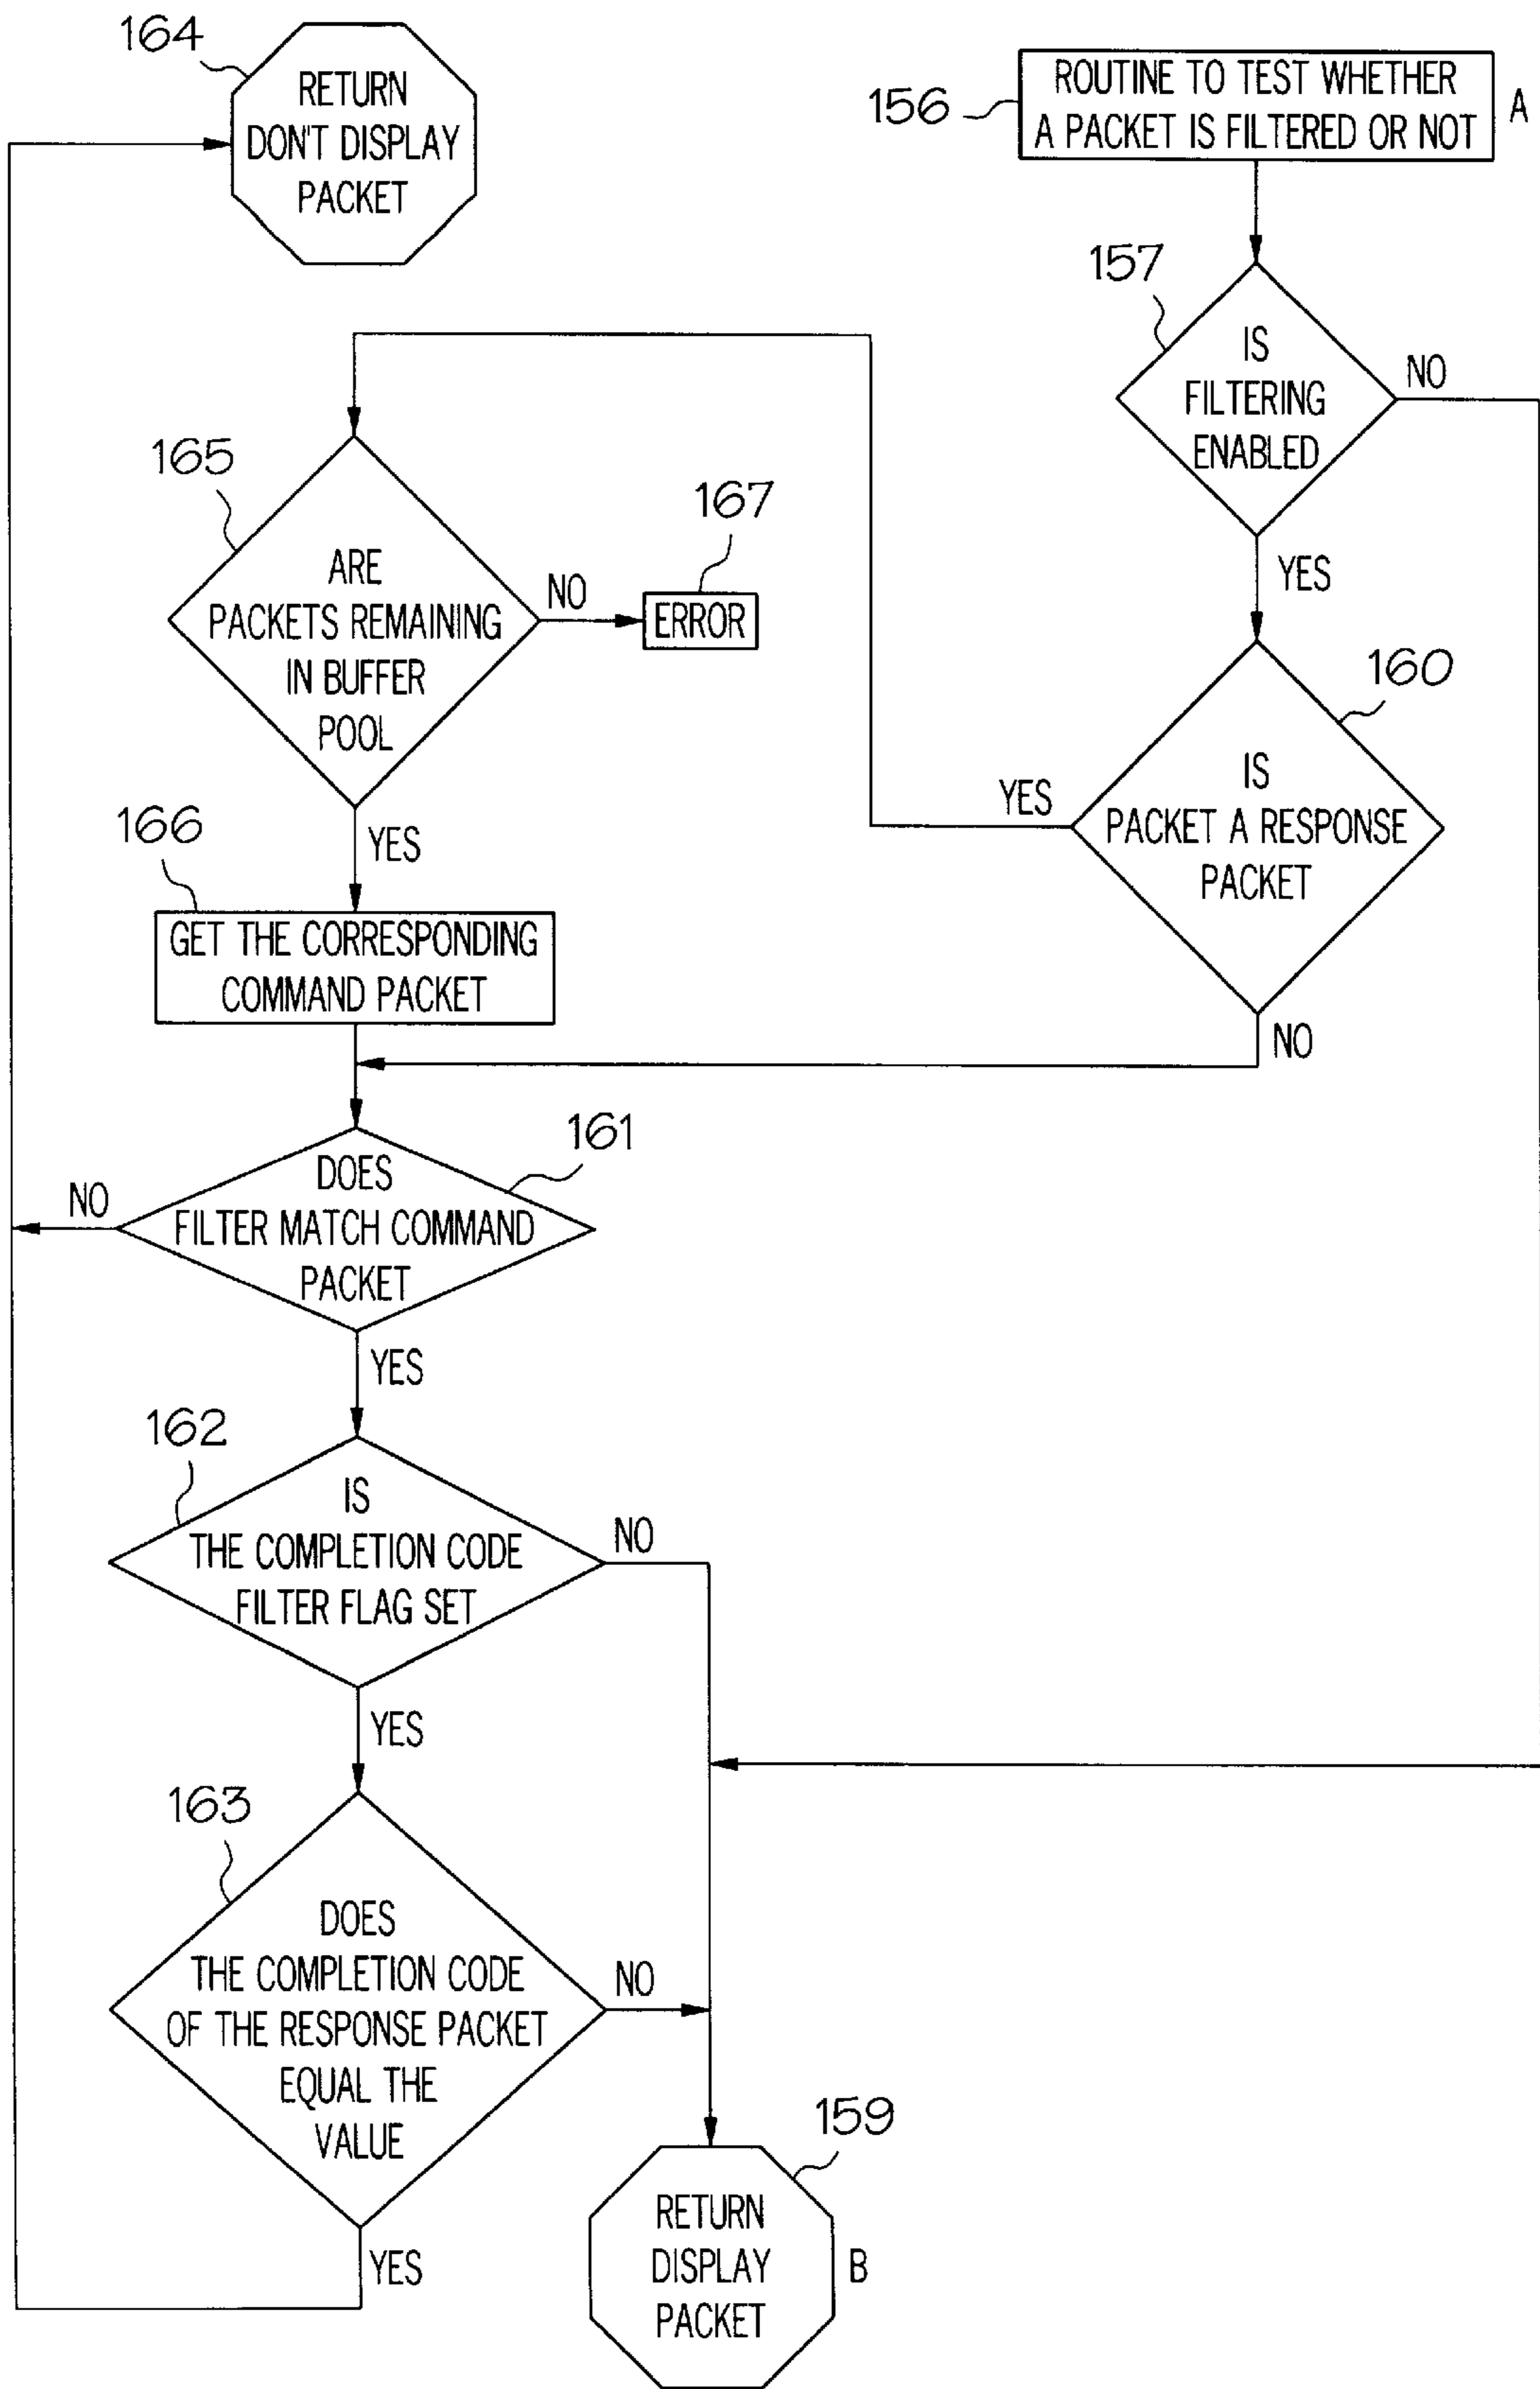 164
RETURN
DON'T DISPLAY
PACKET
156
ROUTINE TO TEST WHETHER
A PACKET IS FILTERED OR NOT
A
157
IS
FILTERING
ENABLED
NO
YES
160
IS
PACKET A RESPONSE
PACKET
YES
NO
165
ARE
PACKETS REMAINING
IN BUFFER
POOL
NO
167
ERROR
YES
166
GET THE CORRESPONDING
COMMAND PACKET
161
DOES
FILTER MATCH COMMAND
PACKET
NO
YES
162
IS
THE COMPLETION CODE
FILTER FLAG SET
NO
YES
163
DOES
THE COMPLETION CODE
OF THE RESPONSE PACKET
EQUAL THE
VALUE
NO
YES
159
RETURN
DISPLAY
PACKET
B